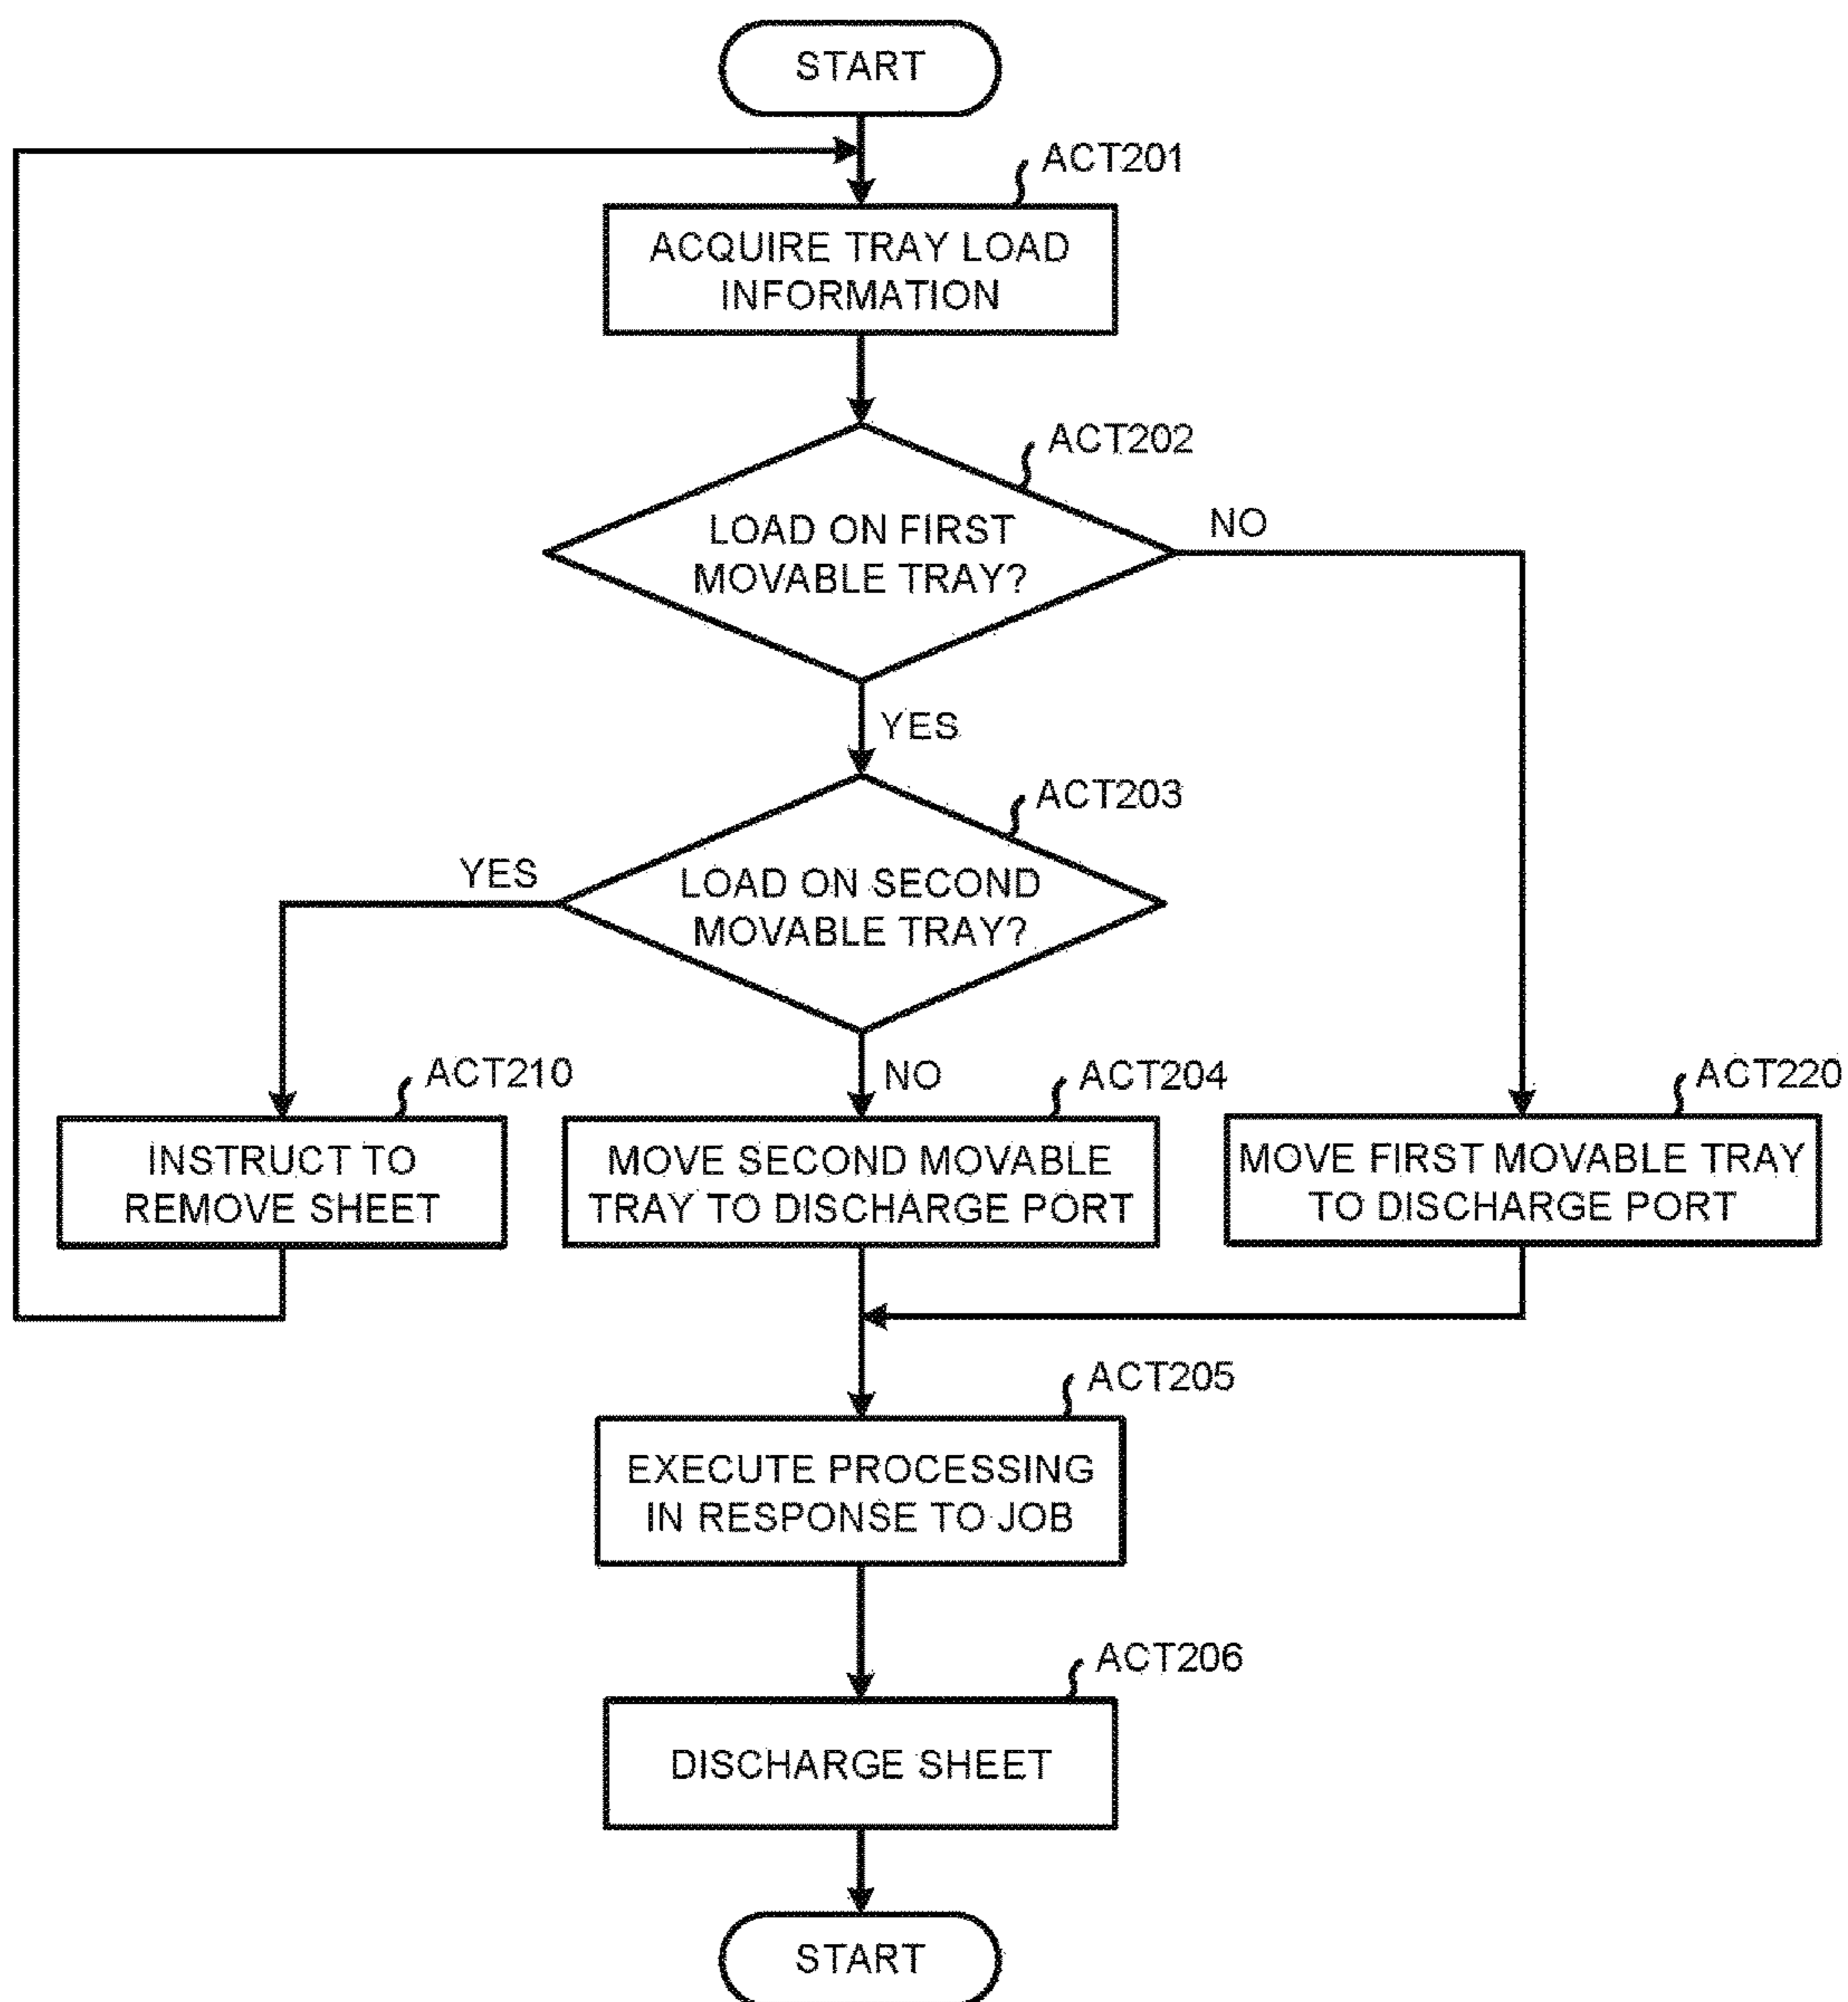 START
ACT201
ACQUIRE TRAY LOAD
INFORMATION
ACT202
LOAD ON FIRST
MOVABLE TRAY?
NO
YES
ACT203
LOAD ON SECOND
MOVABLE TRAY?
YES
NO
ACT210
INSTRUCT TO
REMOVE SHEET
ACT204
MOVE SECOND MOVABLE
TRAY TO DISCHARGE PORT
ACT220
MOVE FIRST MOVABLE TRAY
TO DISCHARGE PORT
ACT205
EXECUTE PROCESSING
IN RESPONSE TO JOB
ACT206
DISCHARGE SHEET
START